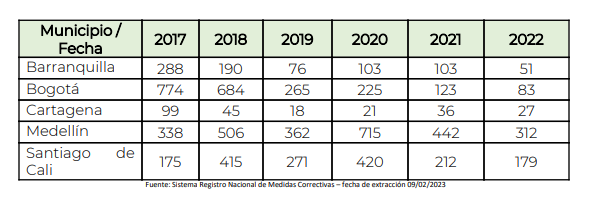 Municipio / 2017 2018 2019 2020 2021 2022
Fecha
Barranquilla 288 190 76 103 103 51
Bogotá 774 684 265 225 123 83
Cartagena 99 45 18 21 36 27
Medellín 338 506 362 715 442 312
Santiago de 175 415 271 420 212 179
Cali
Fuente: Sistema Registro Nacional de Medidas Correctivas – fecha de extracción 09/02/2023